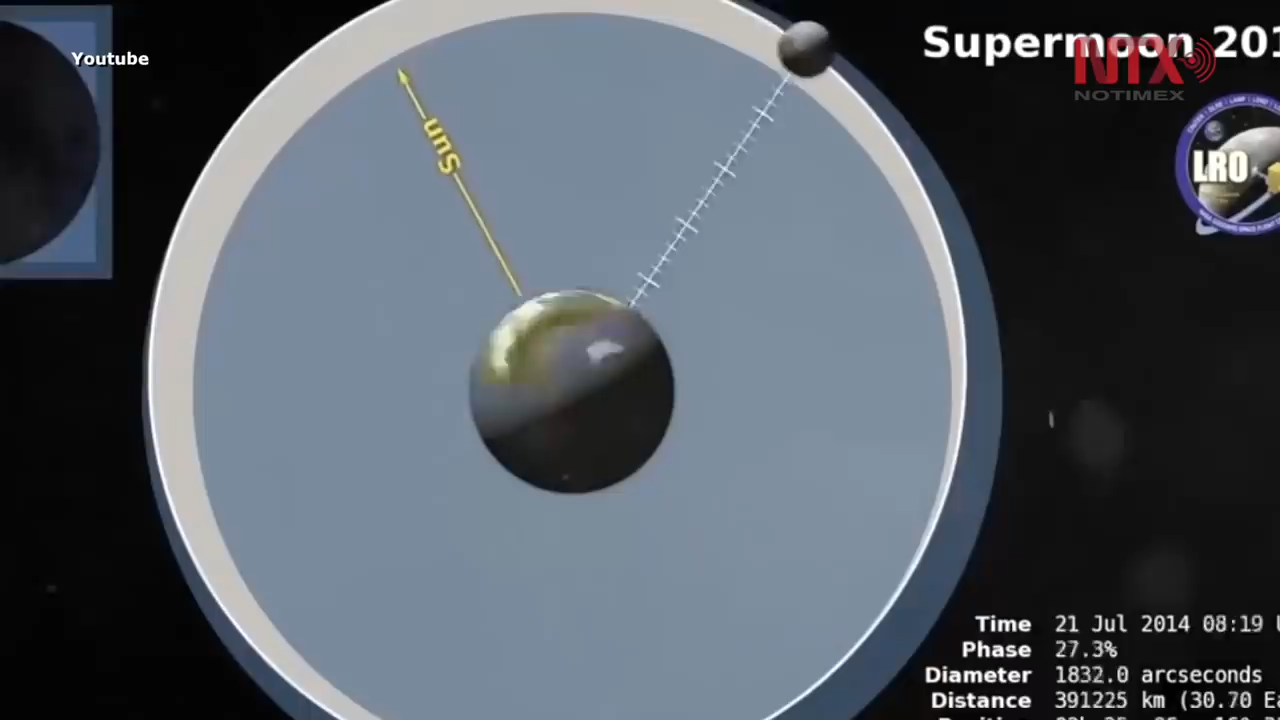 Youtube
Supermoon 201
NTX
NOTIMEX
Sun
LRO
Time 21 Jul 2014 08:19 U
Phase 27.3%
Diameter 1832.0 arcseconds
Distance 391225 km (30.70 Ea